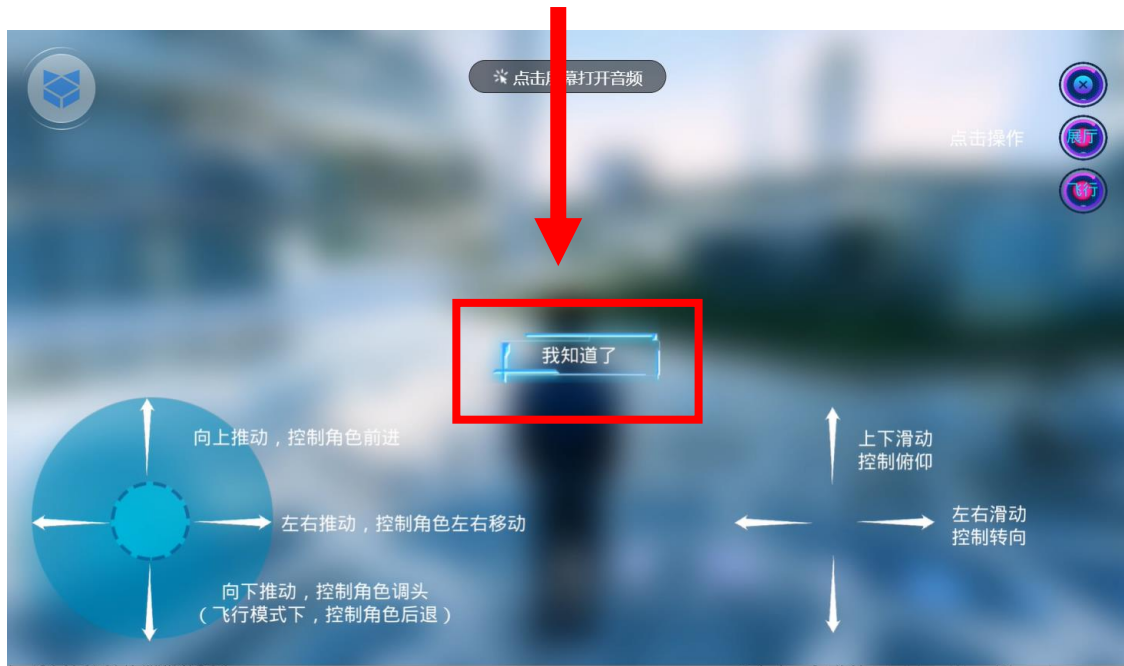 点击屏幕打开音频
点击操作
展厅
飞行
我知道了
向上推动，控制角色前进
左右推动，控制角色左右移动
向下推动，控制角色调头
（飞行模式下，控制角色后退）
上下滑动
控制俯仰
左右滑动
控制转向